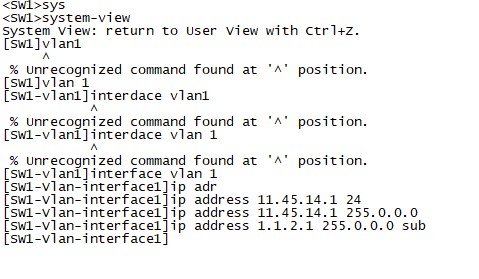 <SW1>sys
<SW1>system-view
System View: return to User View with Ctrl+Z.
[SW1]vlan1
^
% Unrecognized command found at '^' position.
[SW1]vlan 1
[SW1-vlan1]interdace vlan1
^
% Unrecognized command found at '^' position.
[SW1-vlan1]interdace vlan 1
^
% Unrecognized command found at '^' position.
[SW1-vlan1]interface vlan 1
[SW1-Vlan-interface1]ip adr
[SW1-Vlan-interface1]ip address 11.45.14.1 24
[SW1-Vlan-interface1]ip address 11.45.14.1 255.0.0.0
[SW1-Vlan-interface1]ip address 1.1.2.1 255.0.0.0 sub
[SW1-Vlan-interface1]